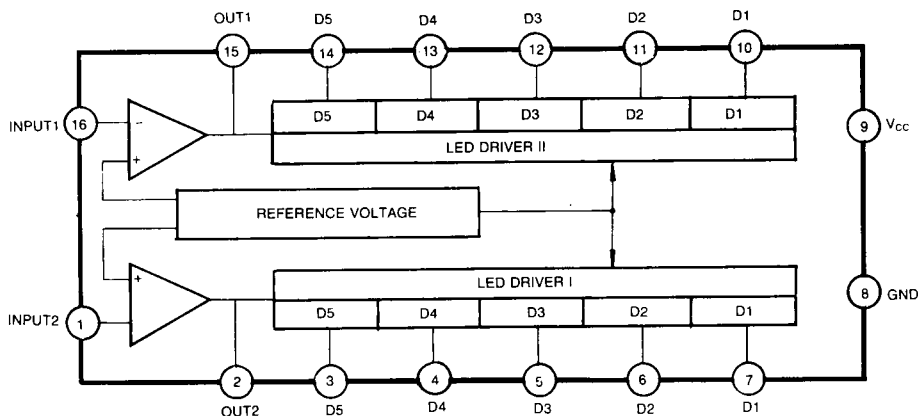 OUT1 D5 D4 D3 D2 D1
15 14 13 12 11 10
INPUT1 16 - D5 D4 D3 D2 D1 9 VCC
LED DRIVER II
+
REFERENCE VOLTAGE
+ LED DRIVER I 8 GND
INPUT2 1 - D5 D4 D3 D2 D1
2 3 4 5 6 7
OUT2 D5 D4 D3 D2 D1